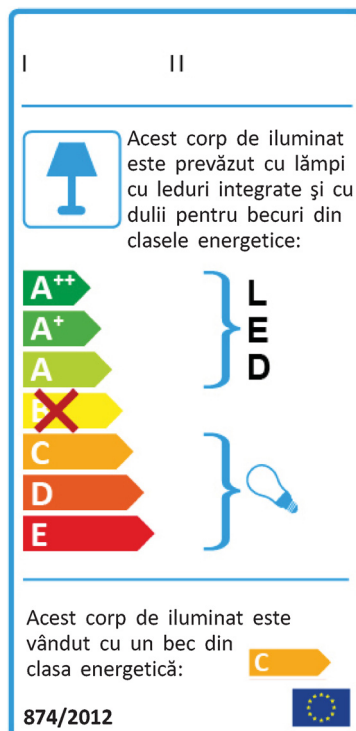 I II
Acest corp de iluminat
este prevăzut cu lămpi
cu leduri integrate şi cu
dulii pentru becuri din
clasele energetice:
A++
A+
A
B
C
D
E
L
E
D
Acest corp de iluminat este
vândut cu un bec din
clasa energetică:
C
874/2012